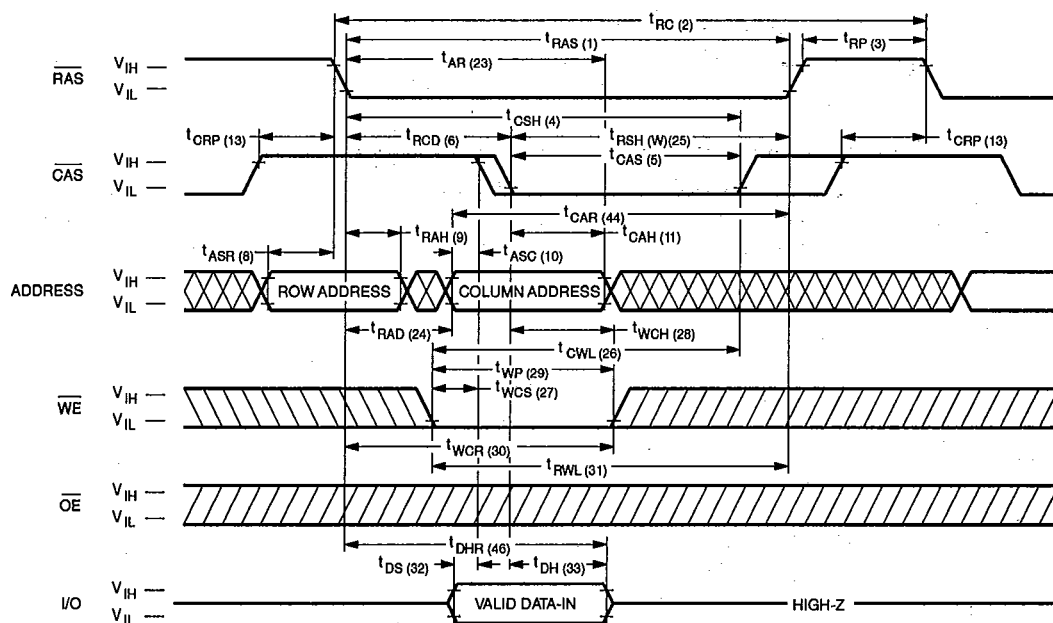 tRC (2)
tRAS (1)
tRP (3)
tAR (23)
RAS
VIH
VIL
tCSH (4)
tCRP (13)
tRCD (6)
tRSH (W)(25)
tCRP (13)
tCAS (5)
CAS
VIH
VIL
tCAR (44)
tRAH (9)
tCAH (11)
tASR (8)
tASC (10)
ADDRESS
VIH
VIL
ROW ADDRESS
COLUMN ADDRESS
tRAD (24)
tWCH (28)
tCWL (26)
tWP (29)
tWCS (27)
WE
VIH
VIL
tWCR (30)
tRWL (31)
OE
VIH
VIL
tDHR (46)
tDS (32)
tDH (33)
I/O
VIH
VIL
VALID DATA-IN
HIGH-Z